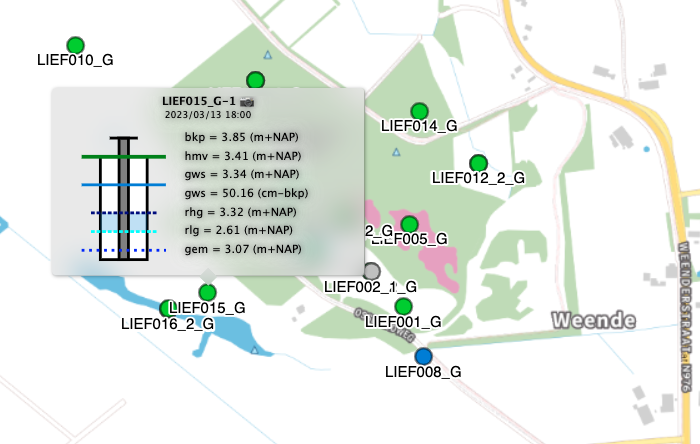 LIEF010_G
LIEF015_G-1
2023/03/13 18:00
bkp = 3.85 (m+NAP)
hmv = 3.41 (m+NAP)
gws = 3.34 (m+NAP)
gws = 50.16 (cm-bkp)
rhg = 3.32 (m+NAP)
rlg = 2.61 (m+NAP)
gem = 3.07 (m+NAP)
LIEF014_G
LIEF012_2_G
2_G
LIEF005_G
LIEF002_1_G
LIEF015_G
LIEF016_2_G
LIEF001_G
LIEF008_G
Weende
WEENDERSTRAAT-N976